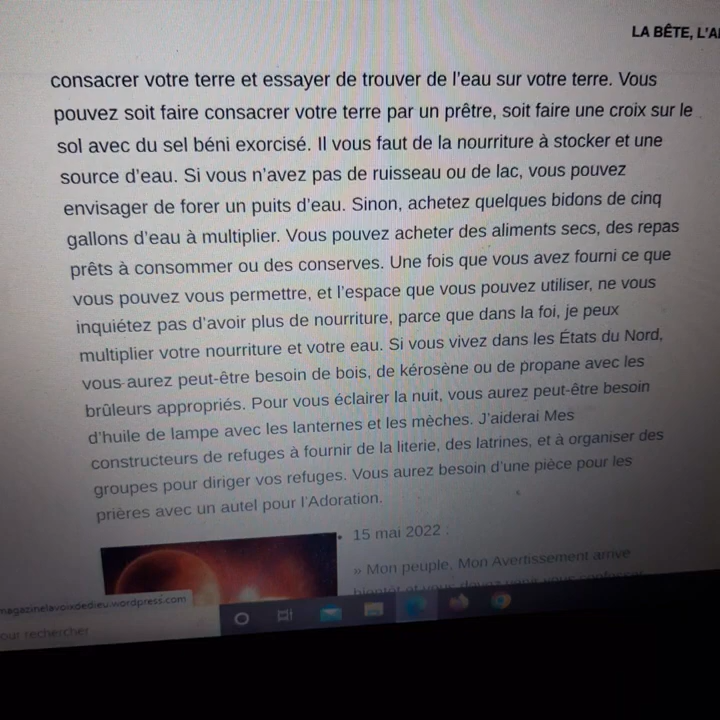 LA BÊTE, L'A
consacrer votre terre et essayer de trouver de l'eau sur votre terre. Vous
pouvez soit faire consacrer votre terre par un prêtre, soit faire une croix sur le
sol avec du sel béni exorcisé. Il vous faut de la nourriture à stocker et une
source d'eau. Si vous n'avez pas de ruisseau ou de lac, vous pouvez
envisager de forer un puits d'eau. Sinon, achetez quelques bidons de cinq
gallons d'eau à multiplier. Vous pouvez acheter des aliments secs, des repas
prêts à consommer ou des conserves. Une fois que vous avez fourni ce que
vous pouvez vous permettre, et l'espace que vous pouvez utiliser, ne vous
inquiétez pas d'avoir plus de nourriture, parce que dans la foi, je peux
multiplier votre nourriture et votre eau. Si vous vivez dans les États du Nord,
vous aurez peut-être besoin de bois, de kérosène ou de propane avec les
brûleurs appropriés. Pour vous éclairer la nuit, vous aurez peut-être besoin
d'huile de lampe avec les lanternes et les mèches. J'aiderai Mes
constructeurs de refuges à fournir de la literie, des latrines, et à organiser des
groupes pour diriger vos refuges. Vous aurez besoin d'une pièce pour les
prières avec un autel pour l'Adoration.
15 mai 2022 :
» Mon peuple, Mon Avertissement arrive
bientôt et vous devez
magazinelavoixdedieu.wordpress.com
our rechercher